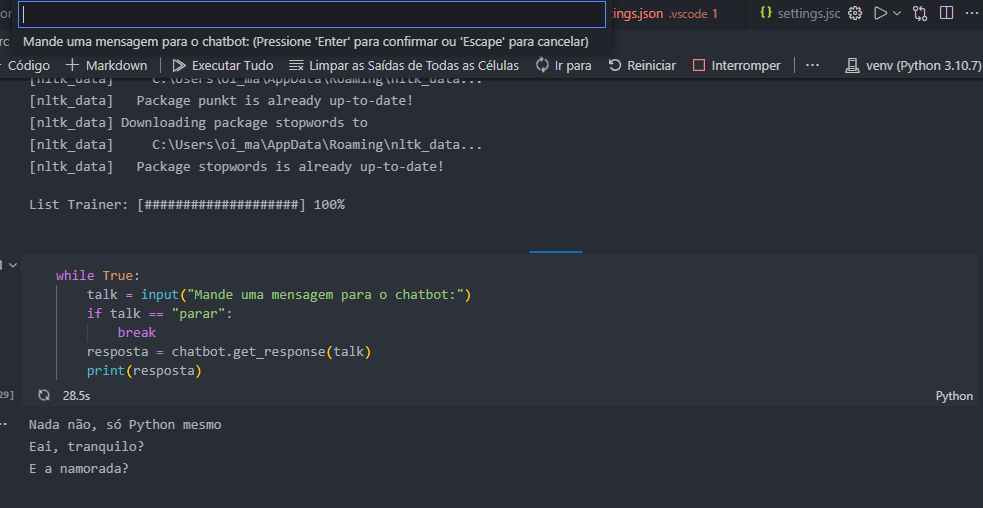 ings.json .vscode 1
{} settings.jsc
Mande uma mensagem para o chatbot: (Pressione 'Enter' para confirmar ou 'Escape' para cancelar)
Código + Markdown Executar Tudo Limpar as Saídas de Todas as Células Ir para Reiniciar Interromper ... venv (Python 3.10.7)
[nltk_data] C:\Users\oi_ma\AppData\Roaming\nltk_data...
[nltk_data] Package punkt is already up-to-date!
[nltk_data] Downloading package stopwords to
[nltk_data] C:\Users\oi_ma\AppData\Roaming\nltk_data...
[nltk_data] Package stopwords is already up-to-date!
List Trainer: [####################] 100%
while True:
talk = input("Mande uma mensagem para o chatbot:")
if talk == "parar":
break
resposta = chatbot.get_response(talk)
print(resposta)
29] 28.5s Python
Nada não, só Python mesmo
Eai, tranquilo?
E a namorada?